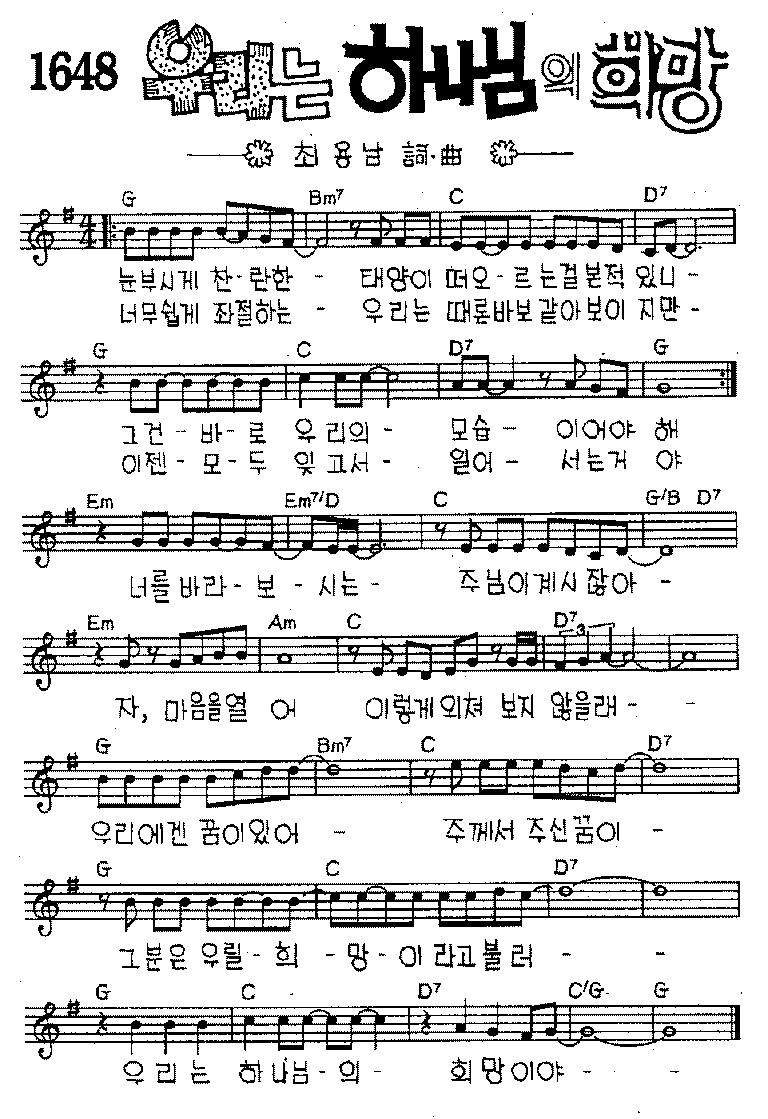 1648 우리는 하나님의 희망
최용남 詞·曲
G Bm7 C D7
눈부시게 찬-란한 - 태양이 떠오-르는걸본적 있니-
너무쉽게 좌절하는 - 우리는 때론바보같아보이 지만-
G C D7 G
그건-바-로 우리의- 모습- 이어야 해
이젠-모-두 잊고서- 일어- 서는거 야
Em Em7/D C G/B D7
너를바라-보-시는- 주님이계시잖아-
Em Am C D7
3
자, 마음을열 어 이렇게외쳐 보지 않을래- -
G Bm7 C D7
우리에겐 꿈이있어 - 주께서 주신꿈이 -
G C D7
그분은 우릴-희 -망-이라고불러 - -
G C D7 C/G G
우리는 하나님-의- 희망이야- -